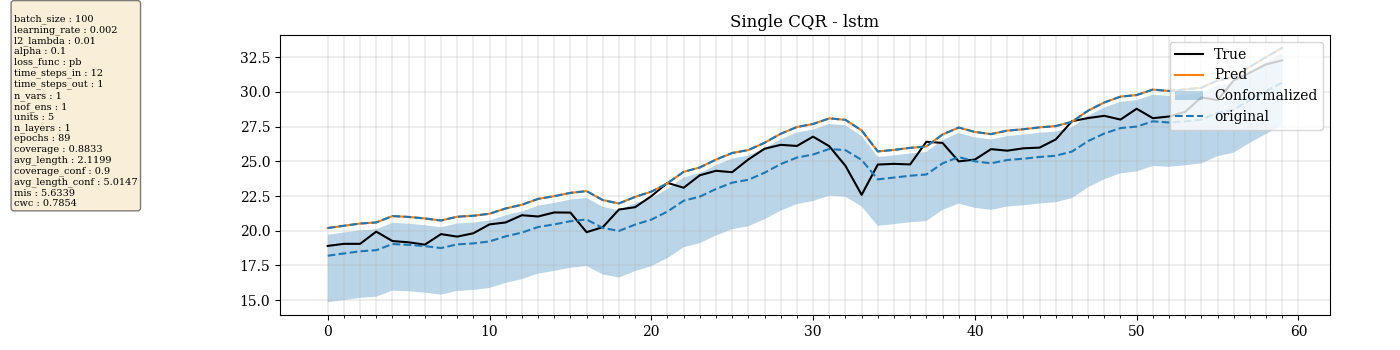 batch_size : 100
learning_rate : 0.002
l2_lambda : 0.01
alpha : 0.1
loss_func : pb
time_steps_in : 12
time_steps_out : 1
n_vars : 1
nof_ens : 1
units : 5
n_layers : 1
epochs : 89
coverage : 0.8833
avg_length : 2.1199
coverage_conf : 0.9
avg_length_conf : 5.0147
mis : 5.6339
cwc : 0.7854
Single CQR - lstm
32.5
30.0
27.5
25.0
22.5
20.0
17.5
15.0
True
Pred
Conformalized
original
0 10 20 30 40 50 60